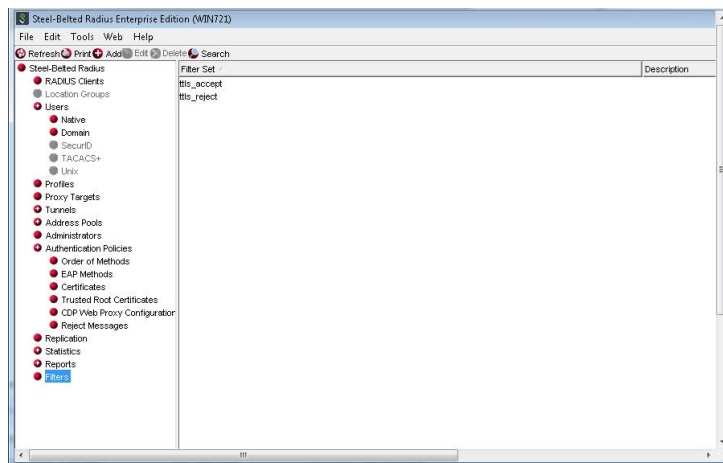 Steel-Belted Radius Enterprise Edition (WIN721)
File Edit Tools Web Help
Refresh Print Add Edit Delete Search
Steel-Belted Radius
RADIUS Clients
Location Groups
Users
Native
Domain
SecurID
TACACS+
Unix
Profiles
Proxy Targets
Tunnels
Address Pools
Administrators
Authentication Policies
Order of Methods
EAP Methods
Certificates
Trusted Root Certificates
CDP Web Proxy Configuration
Reject Messages
Replication
Statistics
Reports
Filters
Filter Set Description
ttls_accept
ttls_reject